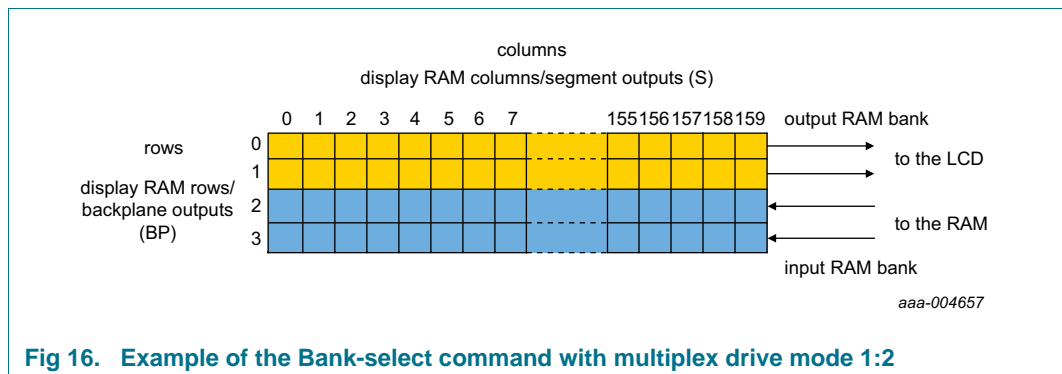 columns
display RAM columns/segment outputs (S)
0 1 2 3 4 5 6 7 155 156 157 158 159 output RAM bank
rows
0
to the LCD
1
display RAM rows/
backplane outputs
(BP)
2
to the RAM
3
input RAM bank
aaa-004657
Fig 16. Example of the Bank-select command with multiplex drive mode 1:2